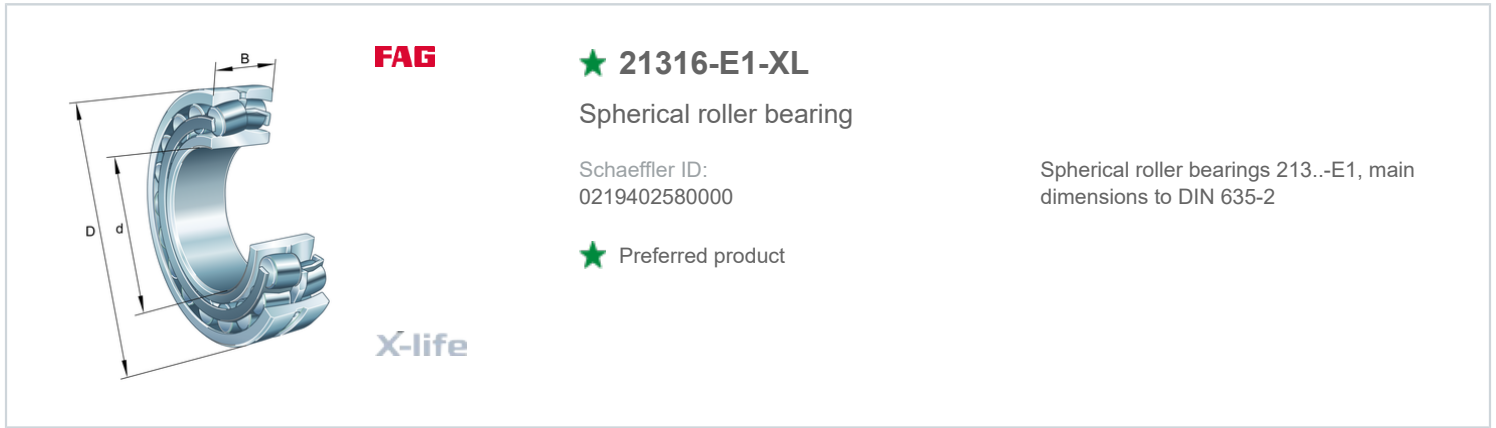 B
FAG
21316-E1-XL
Spherical roller bearing
Schaeffler ID:
0219402580000
Spherical roller bearings 213..-E1, main
dimensions to DIN 635-2
D
d
Preferred product
X-life